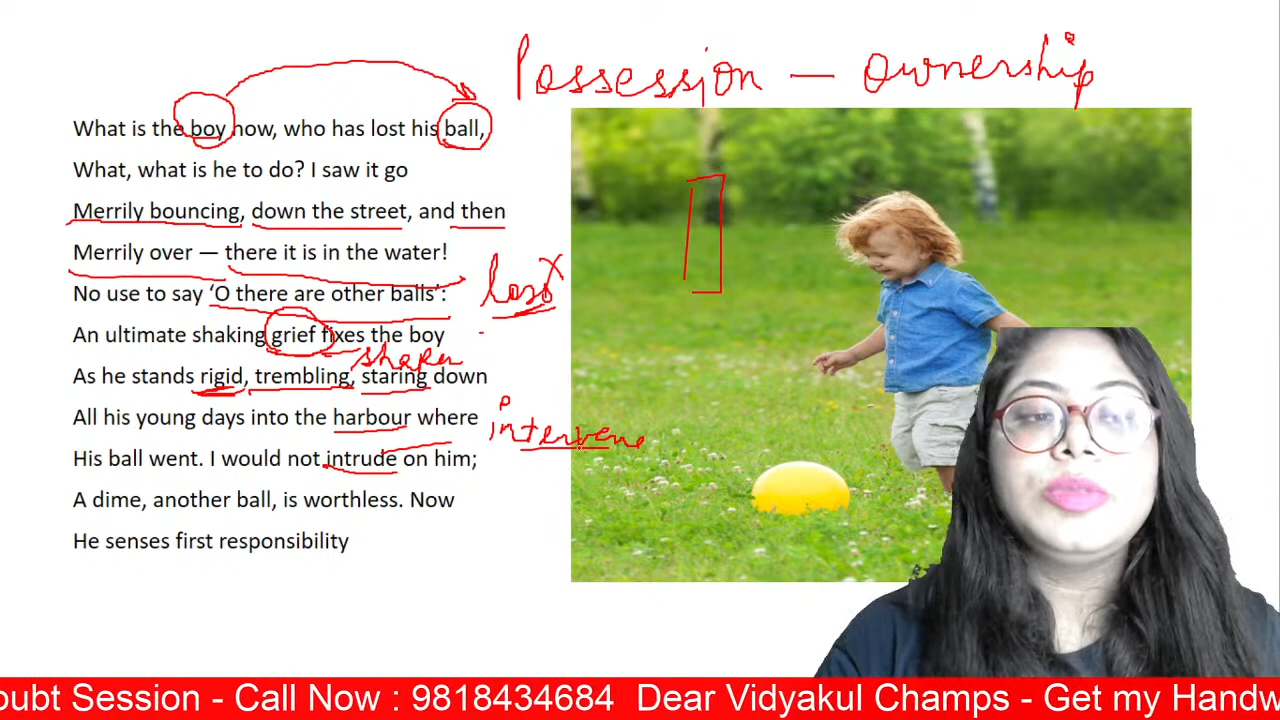 Possession — ownership
What is the boy now, who has lost his ball,
What, what is he to do? I saw it go
Merrily bouncing, down the street, and then
Merrily over — there it is in the water!
No use to say ‘O there are other balls’:
lost
An ultimate shaking grief fixes the boy
shaken
As he stands rigid, trembling, staring down
All his young days into the harbour where
intervene
His ball went. I would not intrude on him;
A dime, another ball, is worthless. Now
He senses first responsibility
oubt Session - Call Now : 9818434684 Dear Vidyakul Champs - Get my Handw